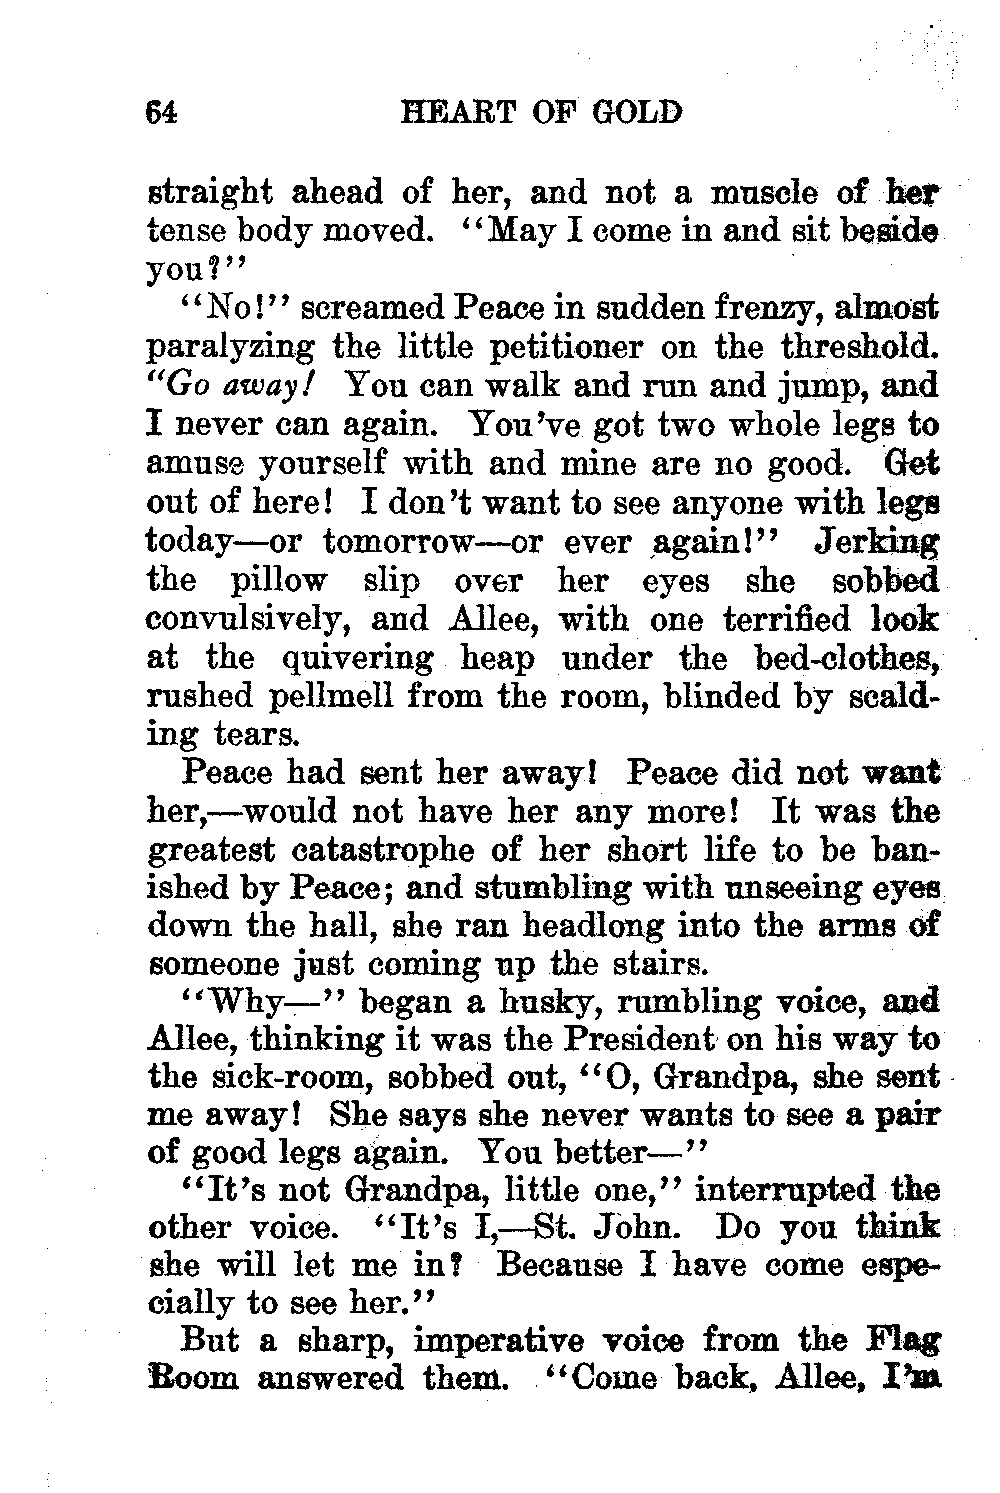 64 HEART OF GOLD
straight ahead of her, and not a muscle of her
tense body moved. "May I come in and sit beside
you?"
"No!" screamed Peace in sudden frenzy, almost
paralyzing the little petitioner on the threshold.
"Go away! You can walk and run and jump, and
I never can again. You've got two whole legs to
amuse yourself with and mine are no good. Get
out of here! I don't want to see anyone with legs
today—or tomorrow—or ever again!" Jerking
the pillow slip over her eyes she sobbed
convulsively, and Allee, with one terrified look
at the quivering heap under the bed-clothes,
rushed pellmell from the room, blinded by scald-
ing tears.
Peace had sent her away! Peace did not want
her,—would not have her any more! It was the
greatest catastrophe of her short life to be ban-
ished by Peace; and stumbling with unseeing eyes
down the hall, she ran headlong into the arms of
someone just coming up the stairs.
"Why—" began a husky, rumbling voice, and
Allee, thinking it was the President on his way to
the sick-room, sobbed out, "O, Grandpa, she sent
me away! She says she never wants to see a pair
of good legs again. You better—"
"It's not Grandpa, little one," interrupted the
other voice. "It's I,—St. John. Do you think
she will let me in? Because I have come espe-
cially to see her."
But a sharp, imperative voice from the Flag
Room answered them. "Come back, Allee, I'm